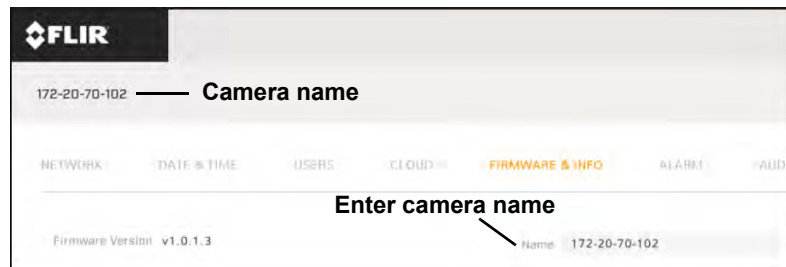 FLIR
172-20-70-102 Camera name
NETWORK DATE & TIME USERS CLOUD FIRMWARE & INFO ALARM AUD
Enter camera name
Firmware Version v1.0.1.3 Name 172-20-70-102